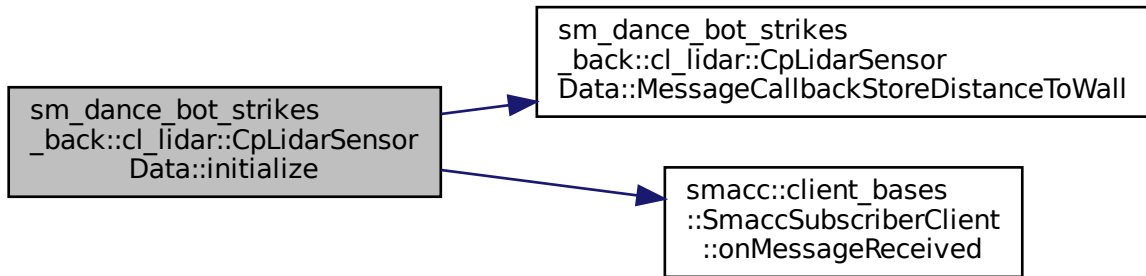 sm_dance_bot_strikes
_back::cl_lidar::CpLidarSensor
Data::initialize
sm_dance_bot_strikes
_back::cl_lidar::CpLidarSensor
Data::MessageCallbackStoreDistanceToWall
smacc::client_bases
::SmaccSubscriberClient
::onMessageReceived